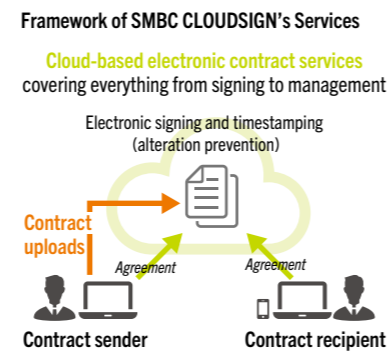 Framework of SMBC CLOUDSIGN's Services
Cloud-based electronic contract services
covering everything from signing to management
Electronic signing and timestamping
(alteration prevention)
Contract
uploads
Agreement
Agreement
Contract sender
Contract recipient